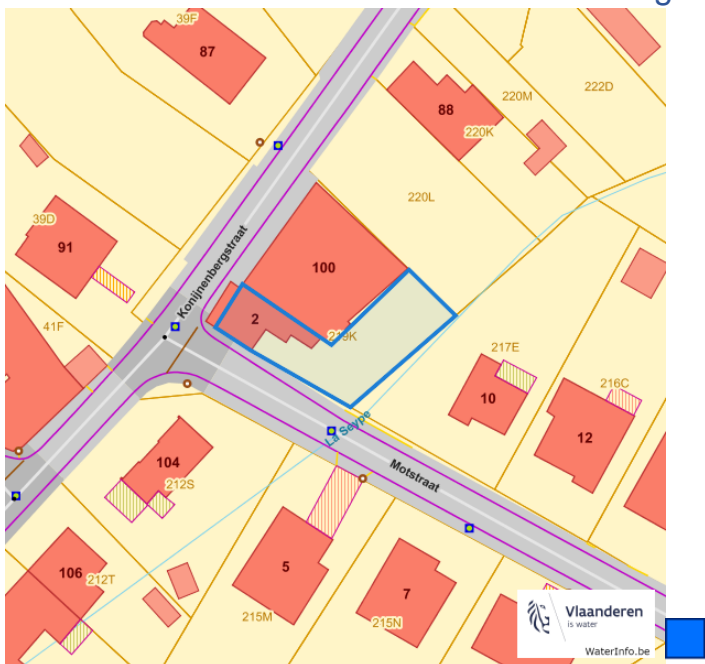 39F
87
222D
220M
88
220K
220L
39D
91
Konijnenbergstraat
100
2
219K
41F
217E
216C
10
12
La Seype
Motstraat
104
212S
106
212T
5
7
215M
215N
Vlaanderen
is water
WaterInfo.be